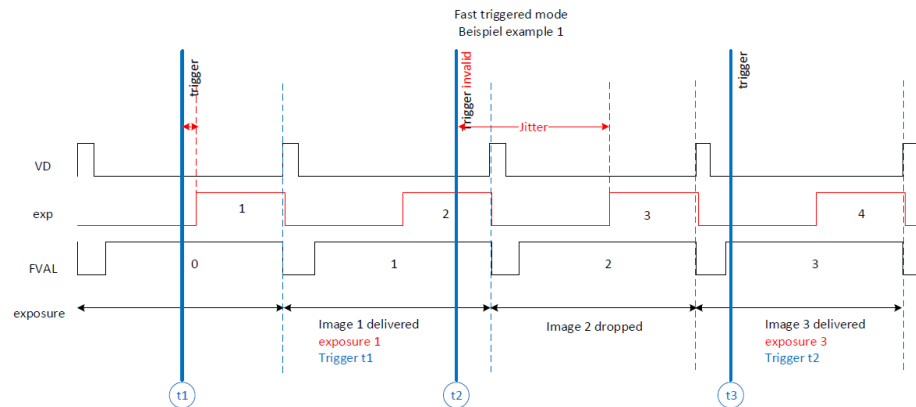 Fast triggered mode
Beispiel example 1
trigger
Trigger invalid
trigger
Jitter
VD
exp
1
2
3
4
FVAL
0
1
2
3
exposure
Image 1 delivered
exposure 1
Trigger t1
Image 2 dropped
Image 3 delivered
exposure 3
Trigger t2
t1
t2
t3